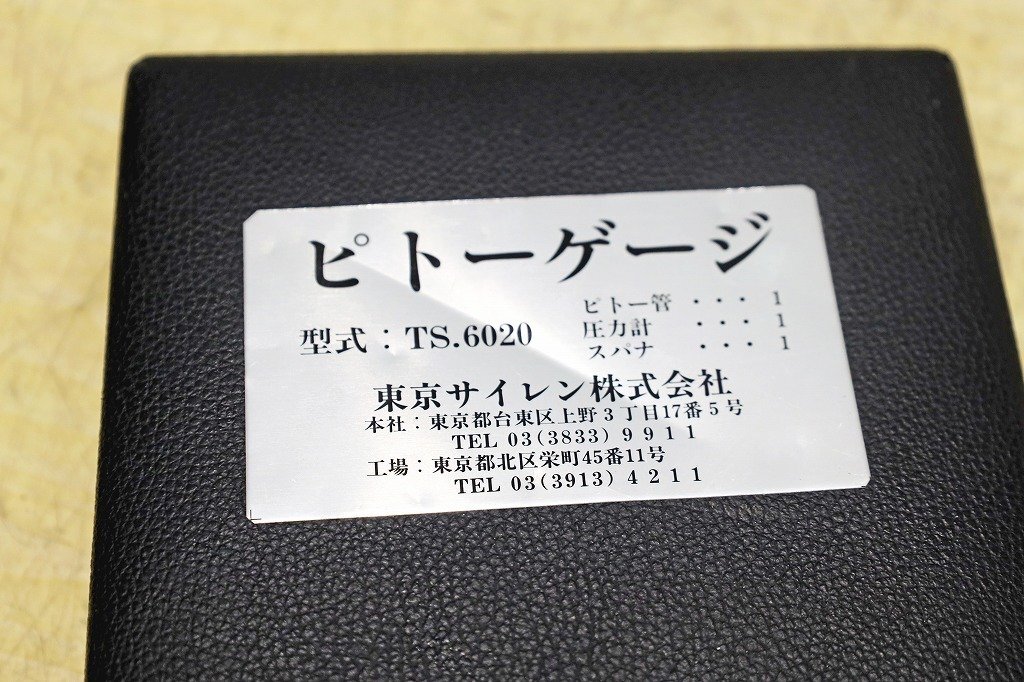 ピトーゲージ
型式：TS.6020
ピトー管・・・1
圧力計・・・1
スパナ・・・1
東京サイレン株式会社
本社：東京都台東区上野3丁目17番5号
TEL 03(3833)9911
工場：東京都北区栄町45番11号
TEL 03(3913)4211